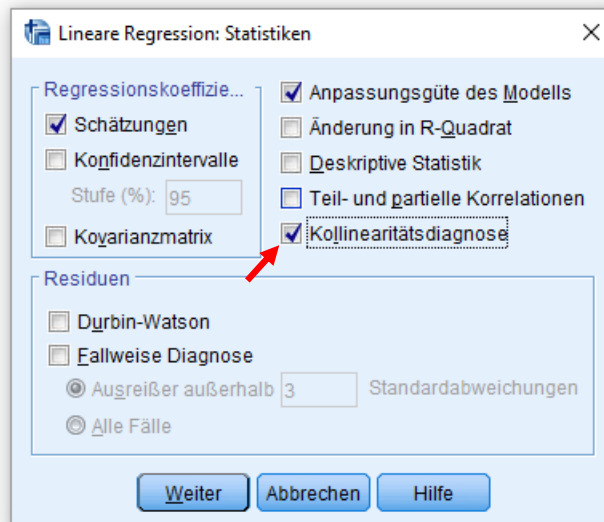 Lineare Regression: Statistiken
Regressionskoeffizie...
Schätzungen
Konfidenzintervalle
Stufe (%): 95
Kovarianzmatrix
Anpassungsgüte des Modells
Änderung in R-Quadrat
Deskriptive Statistik
Teil- und partielle Korrelationen
Kollinearitätsdiagnose
Residuen
Durbin-Watson
Fallweise Diagnose
Ausreißer außerhalb 3 Standardabweichungen
Alle Fälle
Weiter Abbrechen Hilfe